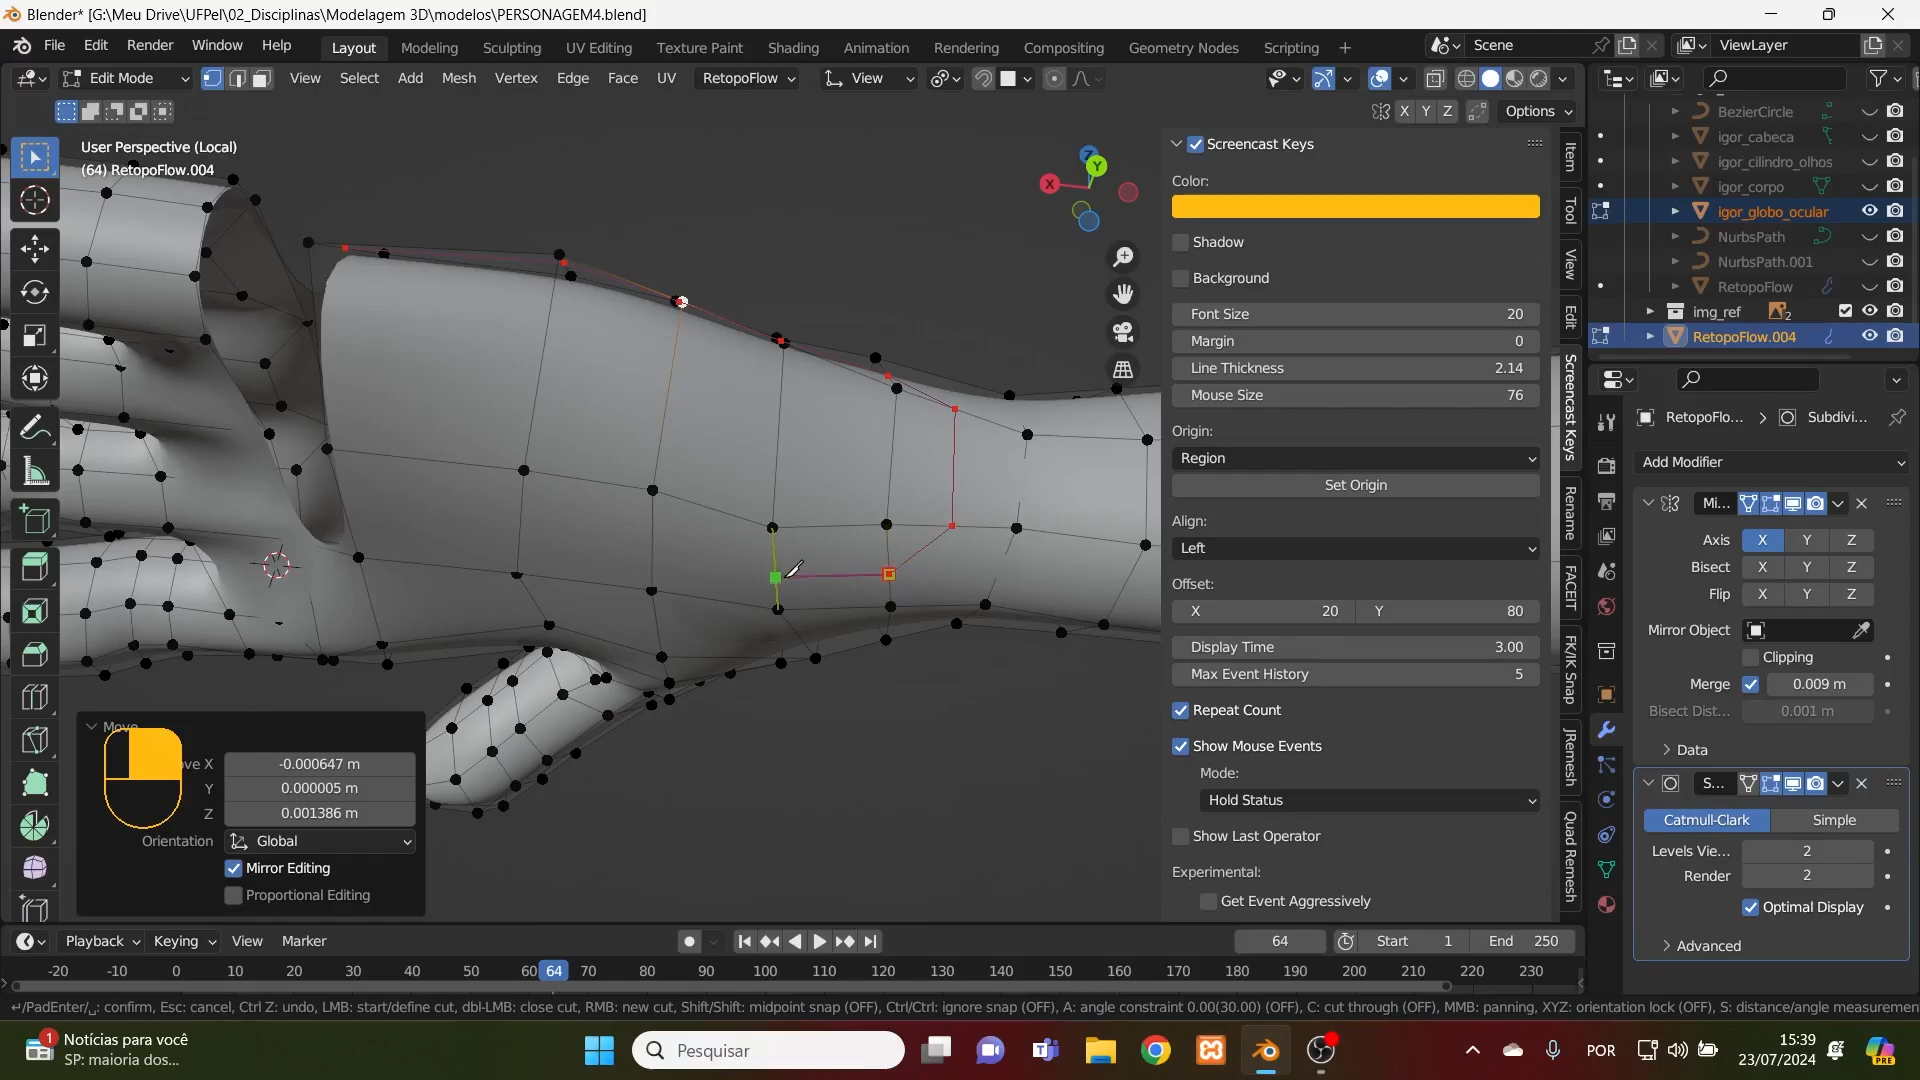 Blender* [G:\Meu Drive\UFPel\02_Disciplinas\Modelagem 3D\modelos\PERSONAGEM4.blend]
File Edit Render Window Help Layout Modeling Sculpting UV Editing Texture Paint Shading Animation Rendering Compositing Geometry Nodes Scripting + Scene ViewLayer
Edit Mode View Select Add Mesh Vertex Edge Face UV RetopoFlow View
X Y Z Options
User Perspective (Local)
(64) RetopoFlow.004
Z
Y
X
Screencast Keys
Color:
Shadow
Background
Font Size 20
Margin 0
Line Thickness 2.14
Mouse Size 76
Origin:
Region
Set Origin
Align:
Left
Offset:
X 20 Y 80
Display Time 3.00
Max Event History 5
Repeat Count
Show Mouse Events
Mode:
Hold Status
Show Last Operator
Experimental:
Get Event Aggressively
Item
Tool
View
Edit
Screencast Keys
Rename
FACEIT
FK/IK Snap
JRemesh
Quad Remesh
BezierCircle
igor_cabeca
igor_cilindro_olhos
igor_corpo
igor_globo_ocular
NurbsPath
NurbsPath.001
RetopoFlow
img_ref 2
RetopoFlow.004
RetopoFlo... Subdivi...
Add Modifier
Mi...
Axis X Y Z
Bisect X Y Z
Flip X Y Z
Mirror Object
Clipping
Merge 0.009 m
Bisect Dist... 0.001 m
Data
S...
Catmull-Clark Simple
Levels Vie... 2
Render 2
Optimal Display
Advanced
Move
ve X -0.000647 m
Y 0.000005 m
Z 0.001386 m
Orientation Global
Mirror Editing
Proportional Editing
Playback Keying View Marker 64 Start 1 End 250
-20 -10 0 10 20 30 40 50 60 64 70 80 90 100 110 120 130 140 150 160 170 180 190 200 210 220 230
/PadEnter/␣: confirm, Esc: cancel, Ctrl Z: undo, LMB: start/define cut, dbl-LMB: close cut, RMB: new cut, Shift/Shift: midpoint snap (OFF), Ctrl/Ctrl: ignore snap (OFF), A: angle constraint 0.00(30.00) (OFF), C: cut through (OFF), MMB: panning, XYZ: orientation lock (OFF), S: distance/angle measuremen
1 Notícias para você
SP: maioria dos...
Pesquisar
POR
15:39
23/07/2024
PRE